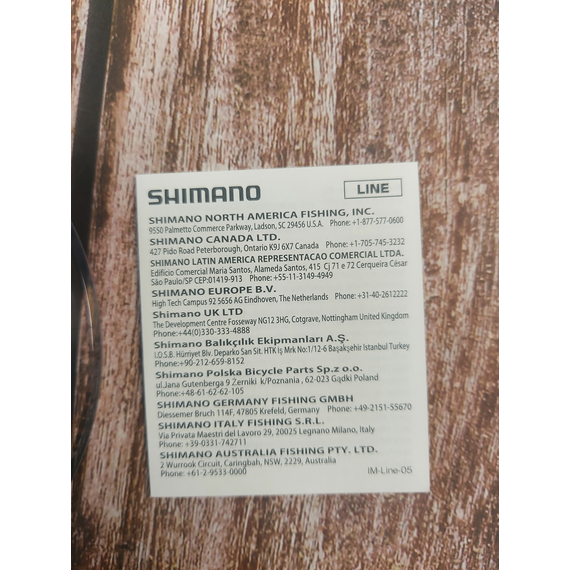 SHIMANO LINE
SHIMANO NORTH AMERICA FISHING, INC.
9550 Palmetto Commerce Parkway, Ladson, SC 29456 U.S.A. Phone:+1-877-577-0600
SHIMANO CANADA LTD.
427 Pido Road Peterborough, Ontario K9J 6X7 Canada Phone:+1-705-745-3232
SHIMANO LATIN AMERICA REPRESENTACAO COMERCIAL LTDA.
Edificio Comercial Maria Santos, Alameda Santos, 415 Cj 71 e 72 Cerqueira César
São Paulo/SP CEP:01419-913 Phone:+55-11-3149-4949
SHIMANO EUROPE B.V.
High Tech Campus 92 5656 AG Eindhoven, The Netherlands Phone:+31-40-2612222
Shimano UK LTD
The Development Centre Fosseway NG12 3HG, Cotgrave, Nottingham United Kingdom
Phone:+44(0)330-333-4888
Shimano Balıkçılık Ekipmanları A.Ş.
I.O.S.B. Hürriyet Blv. Deparko San Sit. HTK iş Mrk No:1/12-6 Başakşehir Istanbul Turkey
Phone:+90-212-659-8152
Shimano Polska Bicycle Parts Sp.z o.o.
ul.Jana Gutenberga 9 Żerniki k/Poznania , 62-023 Gądki Poland
Phone:+48-61-62-62-105
SHIMANO GERMANY FISHING GMBH
Diessemer Bruch 114F, 47805 Krefeld, Germany Phone:+49-2151-55670
SHIMANO ITALY FISHING S.R.L.
Via Privata Maestri del Lavoro 29, 20025 Legnano Milano, Italy
Phone: +39-0331-742711
SHIMANO AUSTRALIA FISHING PTY. LTD.
2 Wurrook Circuit, Caringbah, NSW, 2229, Australia
Phone: +61-2-9533-0000 IM-Line-05